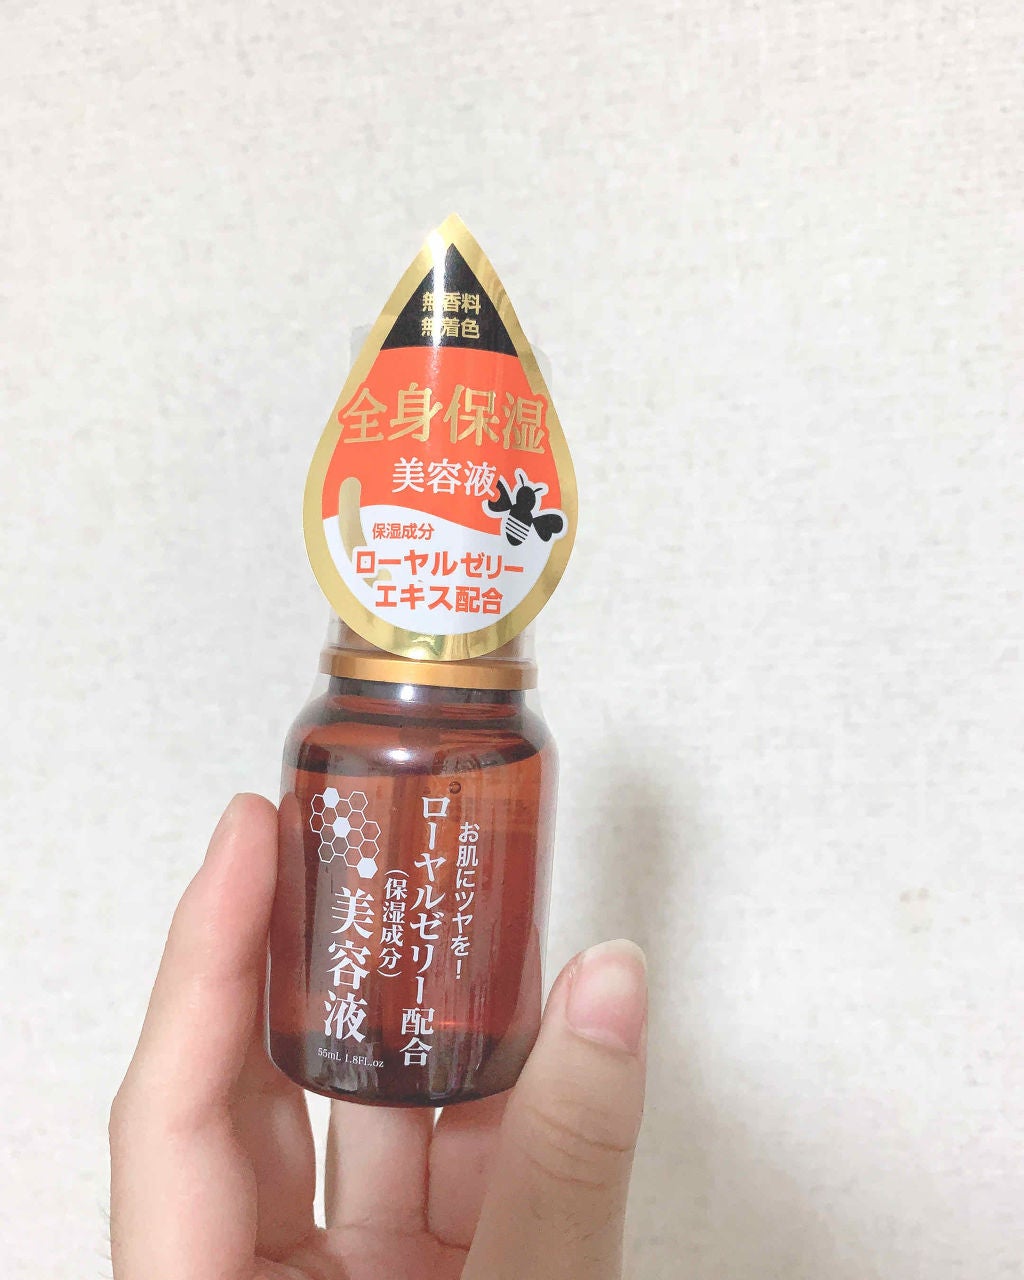 無香料
無着色
全身保湿
美容液
保湿成分
ローヤルゼリー
エキス配合
お肌にツヤを!
ローヤルゼリー配合
(保湿成分)
美容液
55mL 1.8FL.oz